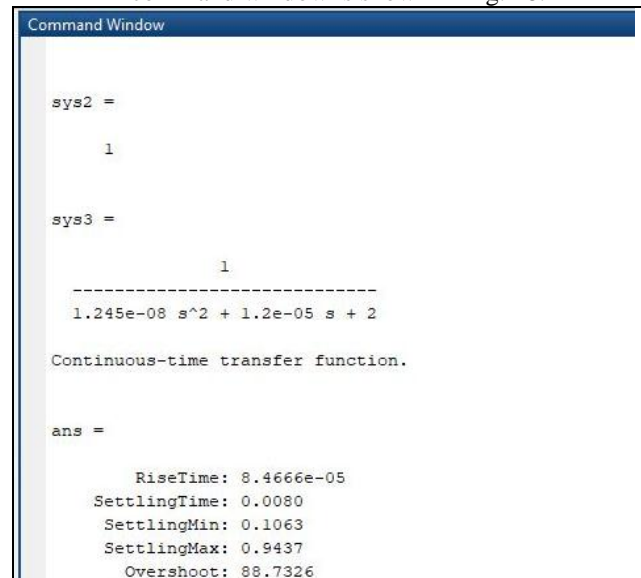 Command Window
sys2 =
1
sys3 =
1
------------------------------
1.245e-08 s^2 + 1.2e-05 s + 2
Continuous-time transfer function.
ans =
RiseTime: 8.4666e-05
SettlingTime: 0.0080
SettlingMin: 0.1063
SettlingMax: 0.9437
Overshoot: 88.7326